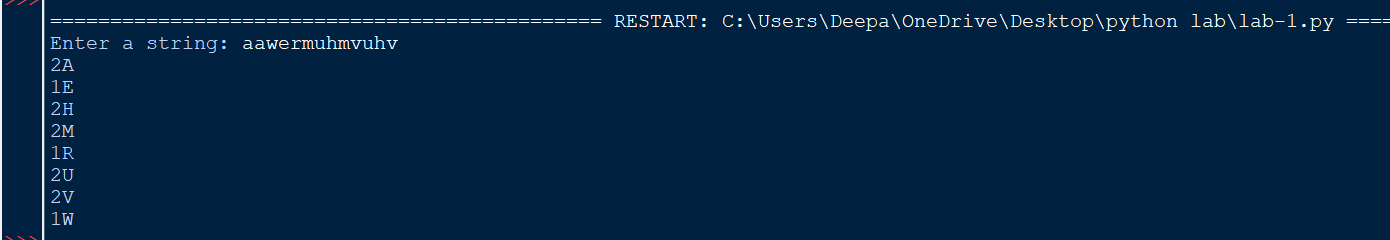 >>>
============================================== RESTART: C:\Users\Deepa\OneDrive\Desktop\python lab\lab-1.py ====
Enter a string: aawermuhmvuhv
2A
1E
2H
2M
1R
2U
2V
1W
>>>